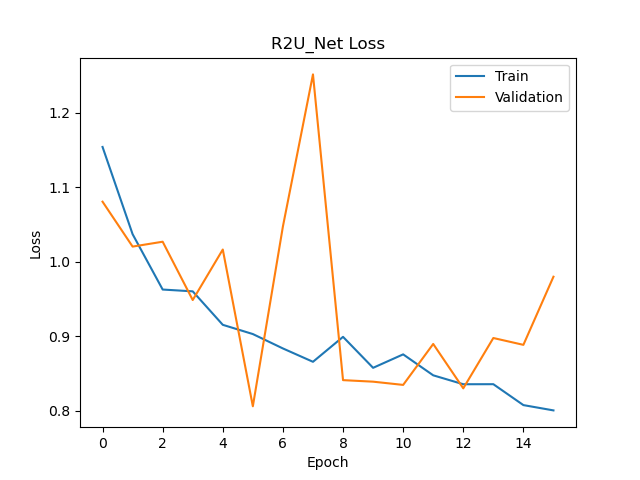 R2U_Net Loss
Train
Validation
1.2
1.1
1.0
0.9
0.8
Loss
0 2 4 6 8 10 12 14
Epoch